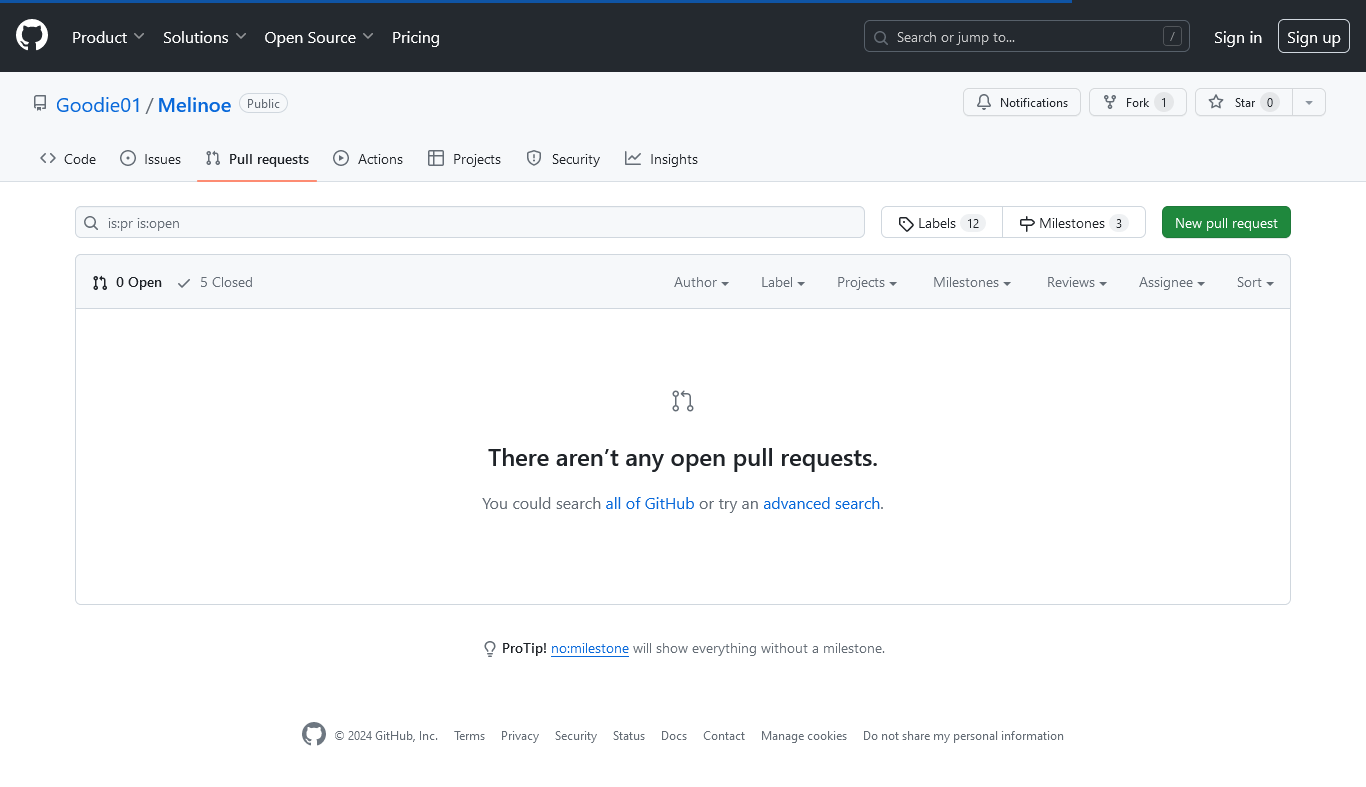 Product Solutions Open Source Pricing Search or jump to... / Sign in Sign up
Goodie01 / Melinoe Public Notifications Fork 1 Star 0
Code Issues Pull requests Actions Projects Security Insights
is:pr is:open Labels 12 Milestones 3 New pull request
0 Open 5 Closed Author Label Projects Milestones Reviews Assignee Sort
There aren’t any open pull requests.
You could search all of GitHub or try an advanced search.
ProTip! no:milestone will show everything without a milestone.
© 2024 GitHub, Inc. Terms Privacy Security Status Docs Contact Manage cookies Do not share my personal information